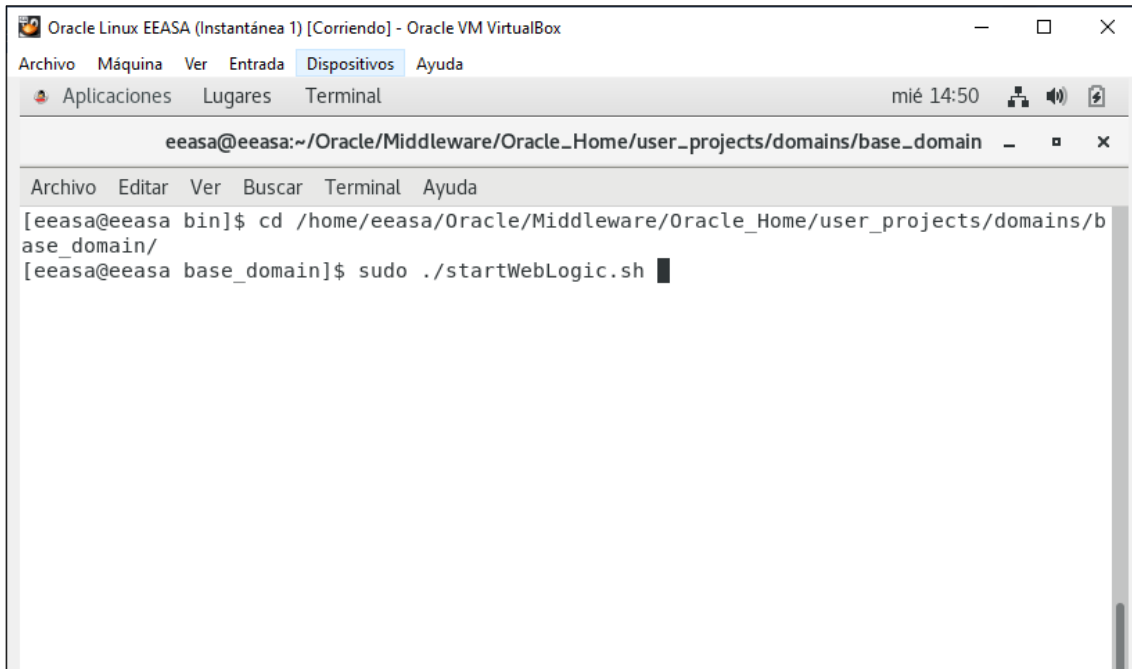 Oracle Linux EEASA (Instantánea 1) [Corriendo] - Oracle VM VirtualBox
Archivo Máquina Ver Entrada Dispositivos Ayuda
Aplicaciones Lugares Terminal mié 14:50
eeasa@eeasa:~/Oracle/Middleware/Oracle_Home/user_projects/domains/base_domain
Archivo Editar Ver Buscar Terminal Ayuda
[eeasa@eeasa bin]$ cd /home/eeasa/Oracle/Middleware/Oracle_Home/user_projects/domains/b
ase_domain/
[eeasa@eeasa base_domain]$ sudo ./startWebLogic.sh